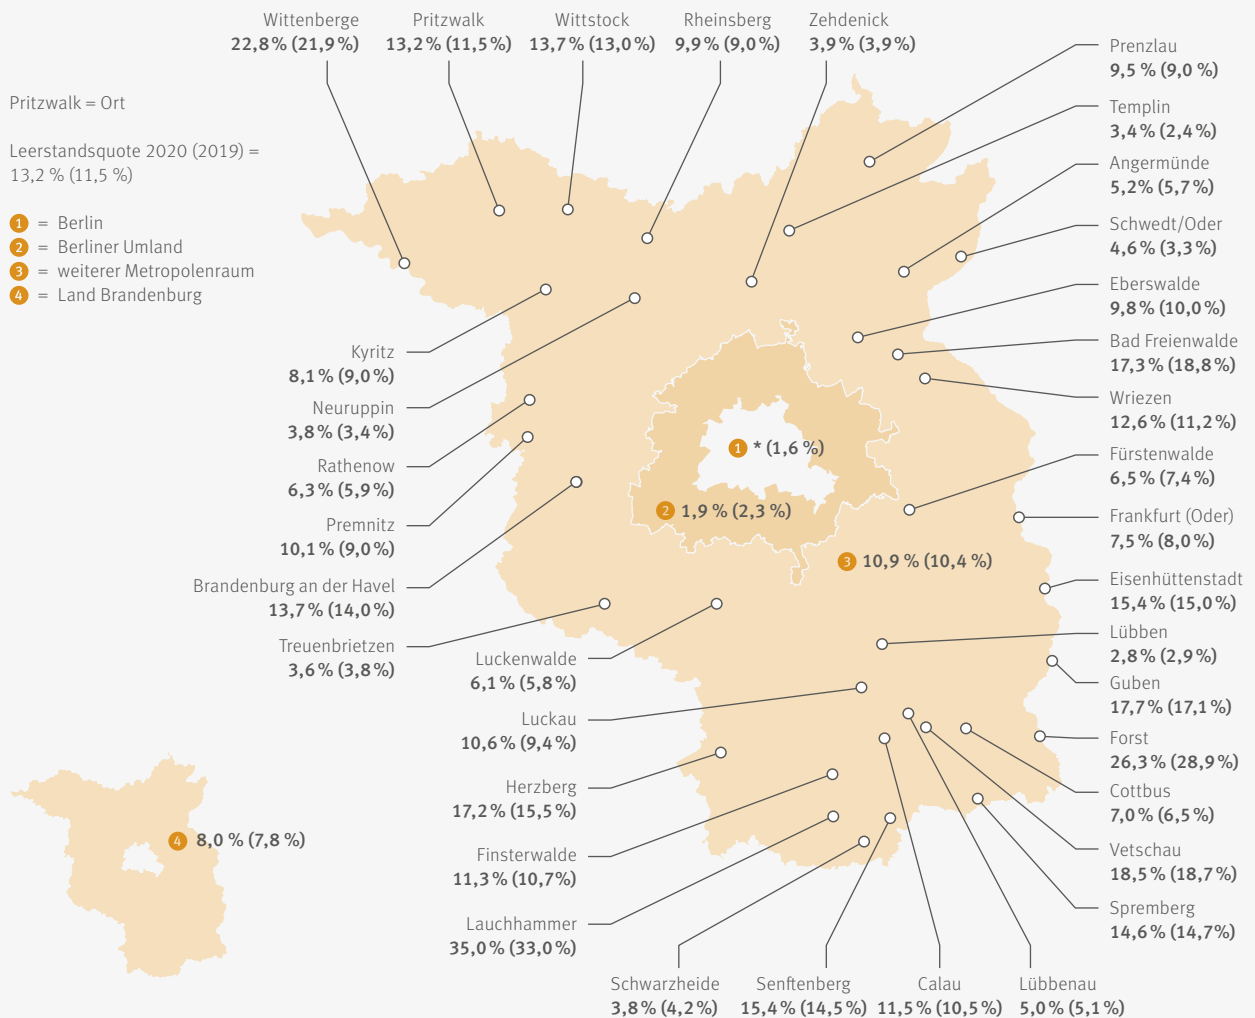 Wittenberge
22,8 % (21,9 %)
Pritzwalk
13,2 % (11,5 %)
Wittstock
13,7 % (13,0 %)
Rheinsberg
9,9 % (9,0 %)
Zehdenick
3,9 % (3,9 %)
Pritzwalk = Ort
Leerstandsquote 2020 (2019) =
13,2 % (11,5 %)
1 = Berlin
2 = Berliner Umland
3 = weiterer Metropolenraum
4 = Land Brandenburg
Prenzlau
9,5 % (9,0 %)
Templin
3,4 % (2,4 %)
Angermünde
5,2 % (5,7 %)
Schwedt/Oder
4,6 % (3,3 %)
Eberswalde
9,8 % (10,0 %)
Bad Freienwalde
17,3 % (18,8 %)
Wriezen
12,6 % (11,2 %)
Fürstenwalde
6,5 % (7,4 %)
Frankfurt (Oder)
7,5 % (8,0 %)
Eisenhüttenstadt
15,4 % (15,0 %)
Lübben
2,8 % (2,9 %)
Guben
17,7 % (17,1 %)
Forst
26,3 % (28,9 %)
Cottbus
7,0 % (6,5 %)
Vetschau
18,5 % (18,7 %)
Spremberg
14,6 % (14,7 %)
Kyritz
8,1 % (9,0 %)
Neuruppin
3,8 % (3,4 %)
Rathenow
6,3 % (5,9 %)
Premnitz
10,1 % (9,0 %)
Brandenburg an der Havel
13,7 % (14,0 %)
Treuenbrietzen
3,6 % (3,8 %)
1 * (1,6 %)
2 1,9 % (2,3 %)
3 10,9 % (10,4 %)
Luckenwalde
6,1 % (5,8 %)
Luckau
10,6 % (9,4 %)
Herzberg
17,2 % (15,5 %)
Finsterwalde
11,3 % (10,7 %)
Lauchhammer
35,0 % (33,0 %)
4 8,0 % (7,8 %)
Schwarzheide
3,8 % (4,2 %)
Senftenberg
15,4 % (14,5 %)
Calau
11,5 % (10,5 %)
Lübbenau
5,0 % (5,1 %)